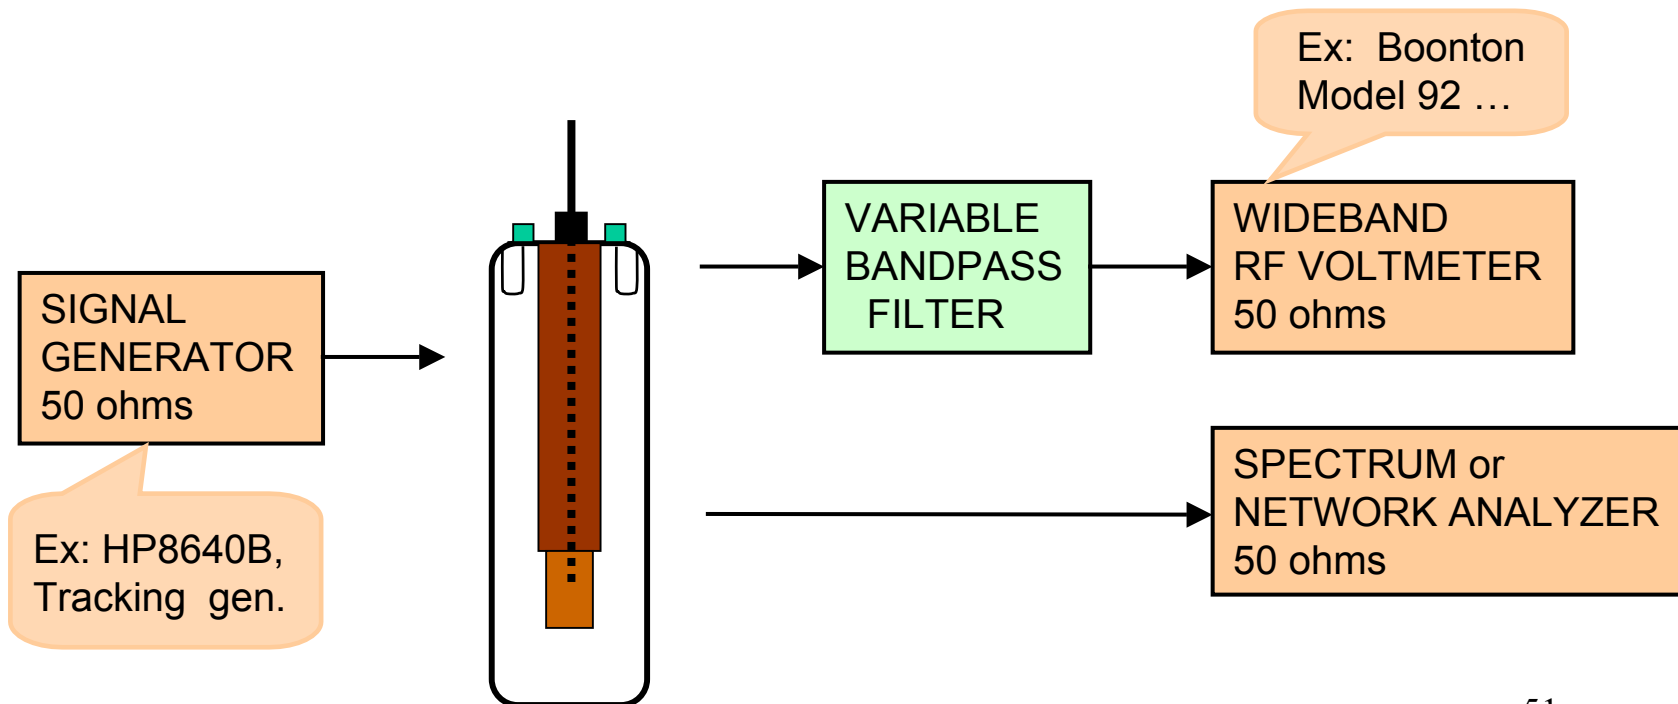 Ex: Boonton
Model 92 …
VARIABLE
BANDPASS
FILTER
WIDEBAND
RF VOLTMETER
50 ohms
SIGNAL
GENERATOR
50 ohms
SPECTRUM or
NETWORK ANALYZER
50 ohms
Ex: HP8640B,
Tracking gen.
51